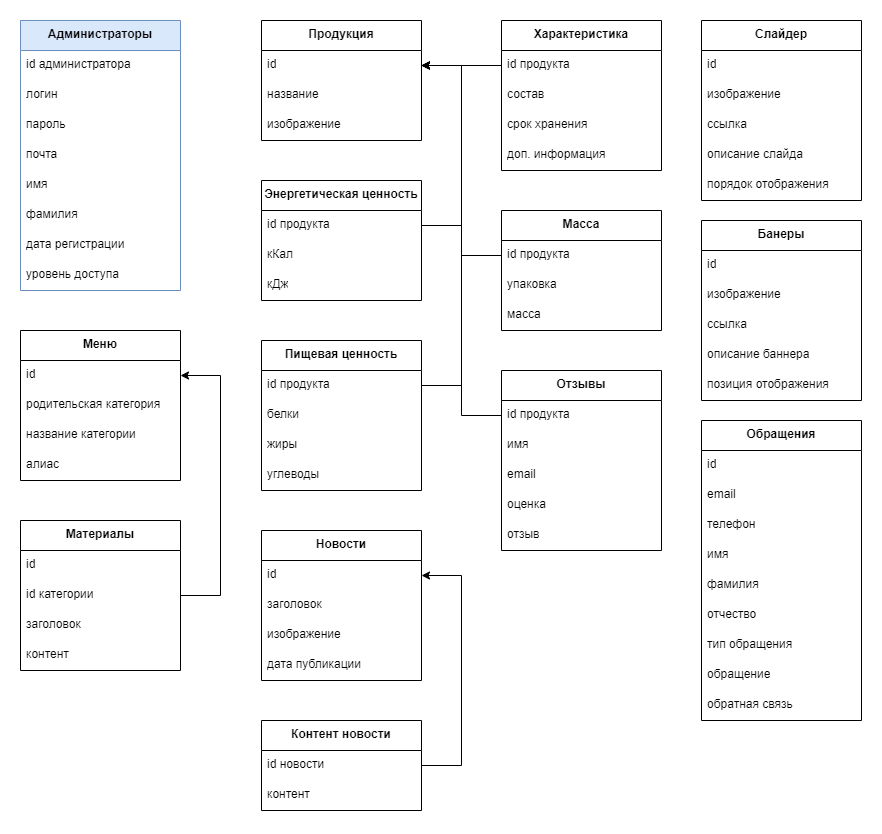 Администраторы
id администратора
логин
пароль
почта
имя
фамилия
дата регистрации
уровень доступа
Меню
id
родительская категория
название категории
алиас
Материалы
id
id категории
заголовок
контент
Продукция
id
название
изображение
Энергетическая ценность
id продукта
кКал
кДж
Пищевая ценность
id продукта
белки
жиры
углеводы
Новости
id
заголовок
изображение
дата публикации
Контент новости
id новости
контент
Характеристика
id продукта
состав
срок хранения
доп. информация
Масса
id продукта
упаковка
масса
Отзывы
id продукта
имя
email
оценка
отзыв
Слайдер
id
изображение
ссылка
описание слайда
порядок отображения
Банеры
id
изображение
ссылка
описание баннера
позиция отображения
Обращения
id
email
телефон
имя
фамилия
отчество
тип обращения
обращение
обратная связь